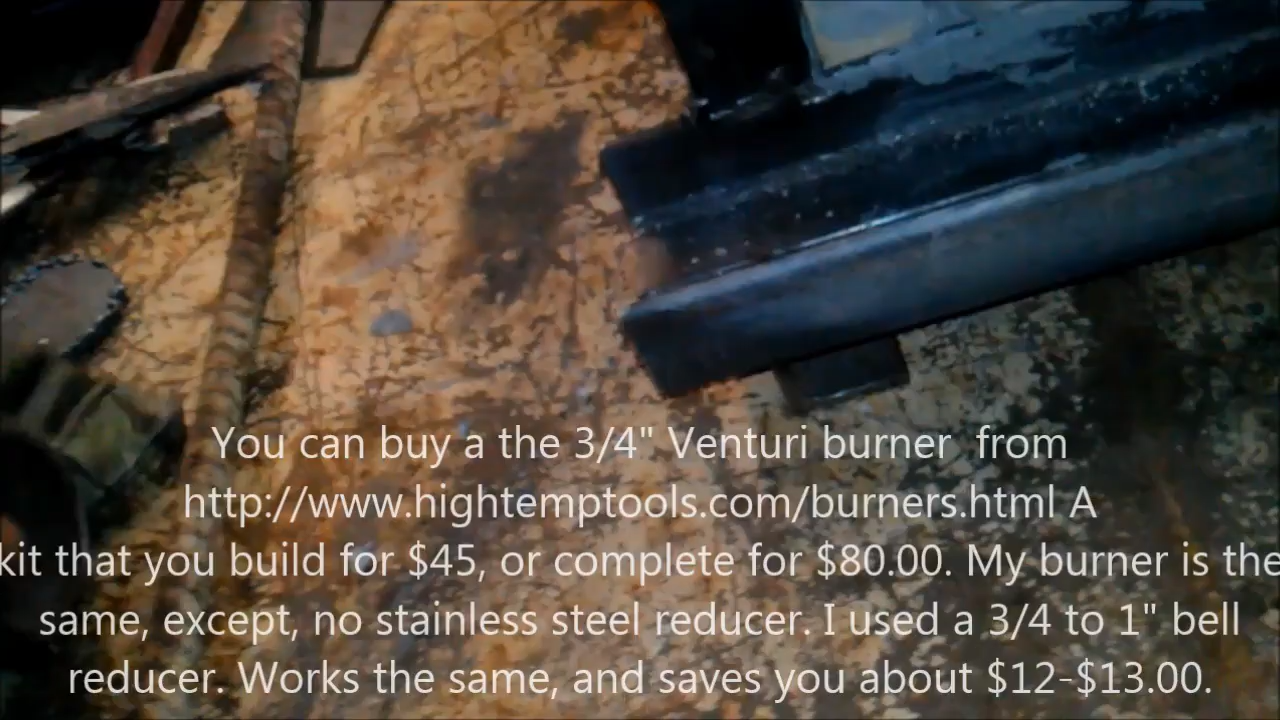 You can buy a the 3/4" Venturi burner  from
http://www.hightemptools.com/burners.html A
kit that you build for $45, or complete for $80.00. My burner is the
same, except, no stainless steel reducer. I used a 3/4 to 1" bell
reducer. Works the same, and saves you about $12-$13.00.